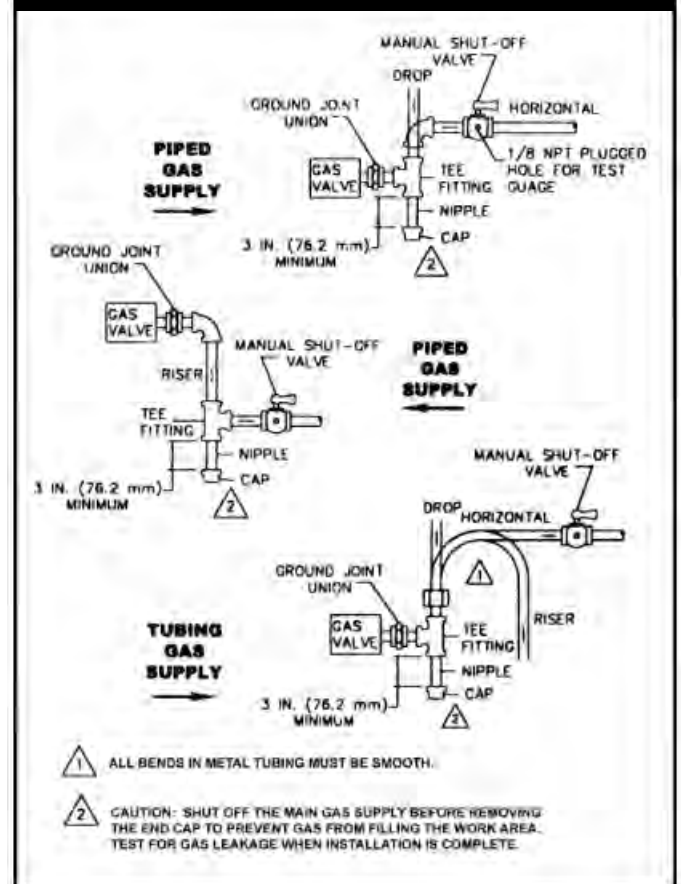 MANUAL SHUT-OFF
VALVE
DROP
GROUND JOINT
UNION
HORIZONTAL
PIPED
GAS
SUPPLY
GAS
VALVE
TEE
FITTING
1/8 NPT PLUGGED
HOLE FOR TEST
GUAGE
NIPPLE
3 IN. (76.2 mm)
MINIMUM
CAP
2
GROUND JOINT
UNION
GAS
VALVE
MANUAL SHUT-OFF
VALVE
RISER
PIPED
GAS
SUPPLY
TEE
FITTING
NIPPLE
3 IN. (76.2 mm)
MINIMUM
CAP
2
MANUAL SHUT-OFF
VALVE
DROP
HORIZONTAL
1
GROUND JOINT
UNION
RISER
TUBING
GAS
SUPPLY
GAS
VALVE
TEE
FITTING
NIPPLE
3 IN. (76.2 mm)
MINIMUM
CAP
2
1 ALL BENDS IN METAL TUBING MUST BE SMOOTH.
2 CAUTION: SHUT OFF THE MAIN GAS SUPPLY BEFORE REMOVING
THE END CAP TO PREVENT GAS FROM FILLING THE WORK AREA.
TEST FOR GAS LEAKAGE WHEN INSTALLATION IS COMPLETE.